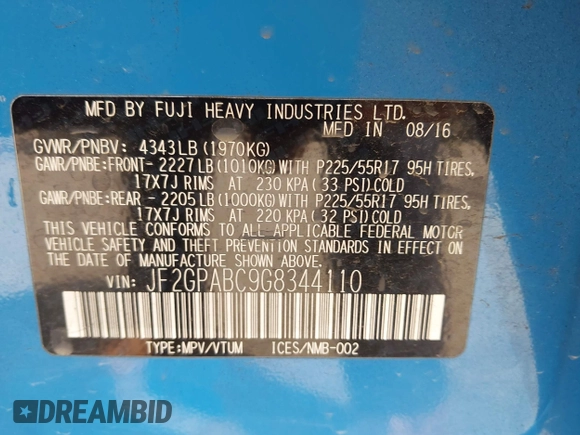 MFD BY FUJI HEAVY INDUSTRIES LTD.
MFD IN 08/16
GVWR/PNBV: 4343LB(1970KG)
GAWR/PNBE:FRONT- 2227LB(1010KG)WITH P225/55R17 95H TIRES,
17X7J RIMS AT 230 KPA( 33 PSI)COLD
GAWR/PNBE:REAR - 2205LB(1000KG)WITH P225/55R17 95H TIRES,
17X7J RIMS AT 220 KPA( 32 PSI)COLD
THIS VEHICLE CONFORMS TO ALL APPLICABLE FEDERAL MOTOR
VEHICLE SAFETY AND THEFT PREVENTION STANDARDS IN EFFECT ON
THE DATE OF MANUFACTURE SHOWN ABOVE.
VIN: JF2GPABC9G8344110
TYPE:MPV/VTUM ICES/NMB-002
DREAMBID